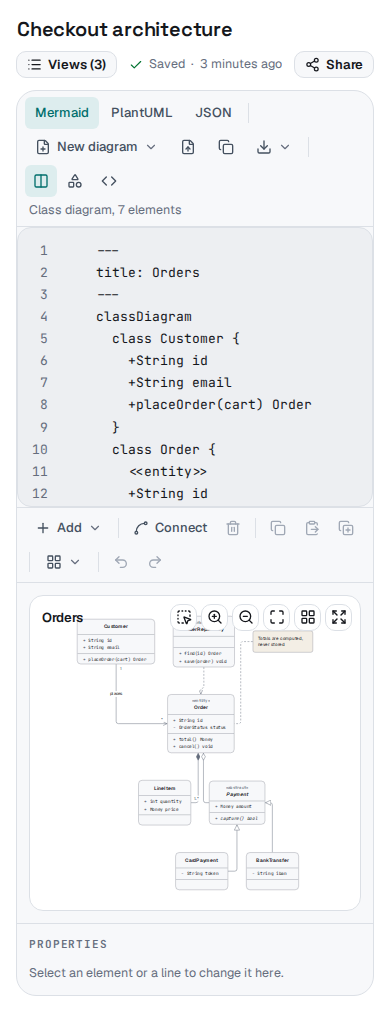 Checkout architecture
Views (3)
Saved · 3 minutes ago
Share
Mermaid
PlantUML
JSON
New diagram
Class diagram, 7 elements
1 ---
2 title: Orders
3 ---
4 classDiagram
5 class Customer {
6 +String id
7 +String email
8 +placeOrder(cart) Order
9 }
10 class Order {
11 <<entity>>
12 +String id
Add
Connect
Orders
Customer
+ String id
+ String email
+ placeOrder(cart) Order
+ find(id) Order
+ save(order) void
Totals are computed,
never stored
places
Order
+ String id
- OrderStatus status
+ total() Money
+ cancel() void
LineItem
+ int quantity
+ Money price
Payment
+ Money amount
+ capture() bool
CardPayment
- String token
BankTransfer
- String iban
PROPERTIES
Select an element or a line to change it here.